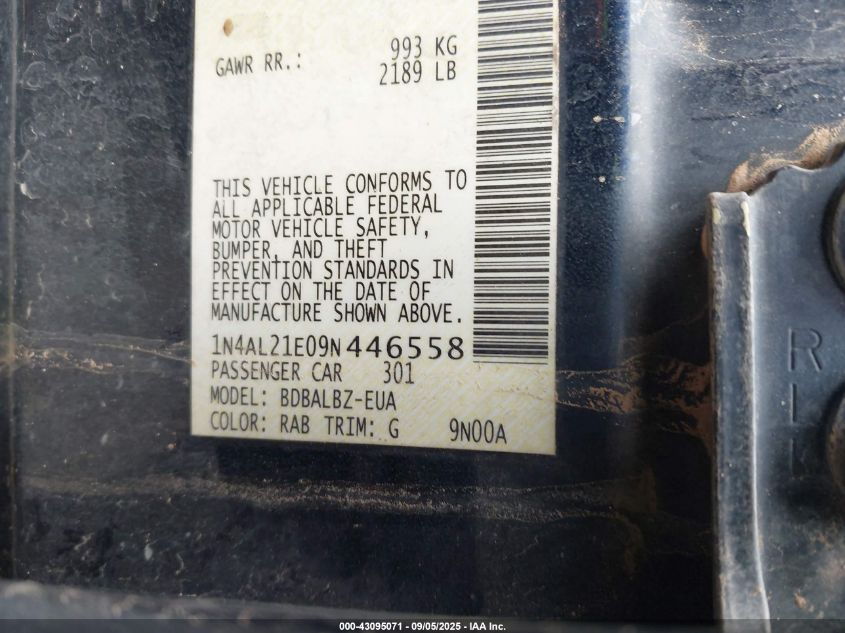 GAWR RR.: 993 KG
2189 LB
THIS VEHICLE CONFORMS TO
ALL APPLICABLE FEDERAL
MOTOR VEHICLE SAFETY,
BUMPER, AND THEFT
PREVENTION STANDARDS IN
EFFECT ON THE DATE OF
MANUFACTURE SHOWN ABOVE.
1N4AL21E09N446558
PASSENGER CAR 301
MODEL: BDBALBZ-EUA
COLOR: RAB TRIM: G 9N00A
000-43095071 - 09/05/2025 - IAA Inc.